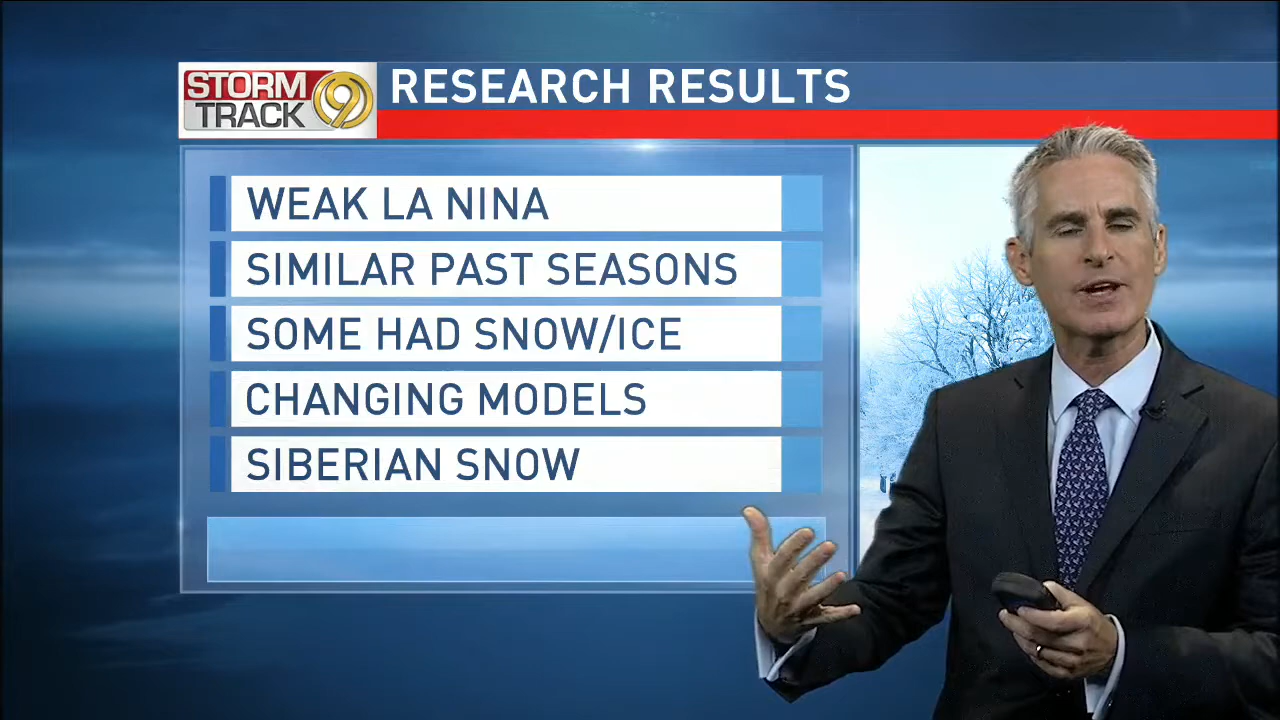 STORM
TRACK 9
RESEARCH RESULTS
WEAK LA NINA
SIMILAR PAST SEASONS
SOME HAD SNOW/ICE
CHANGING MODELS
SIBERIAN SNOW